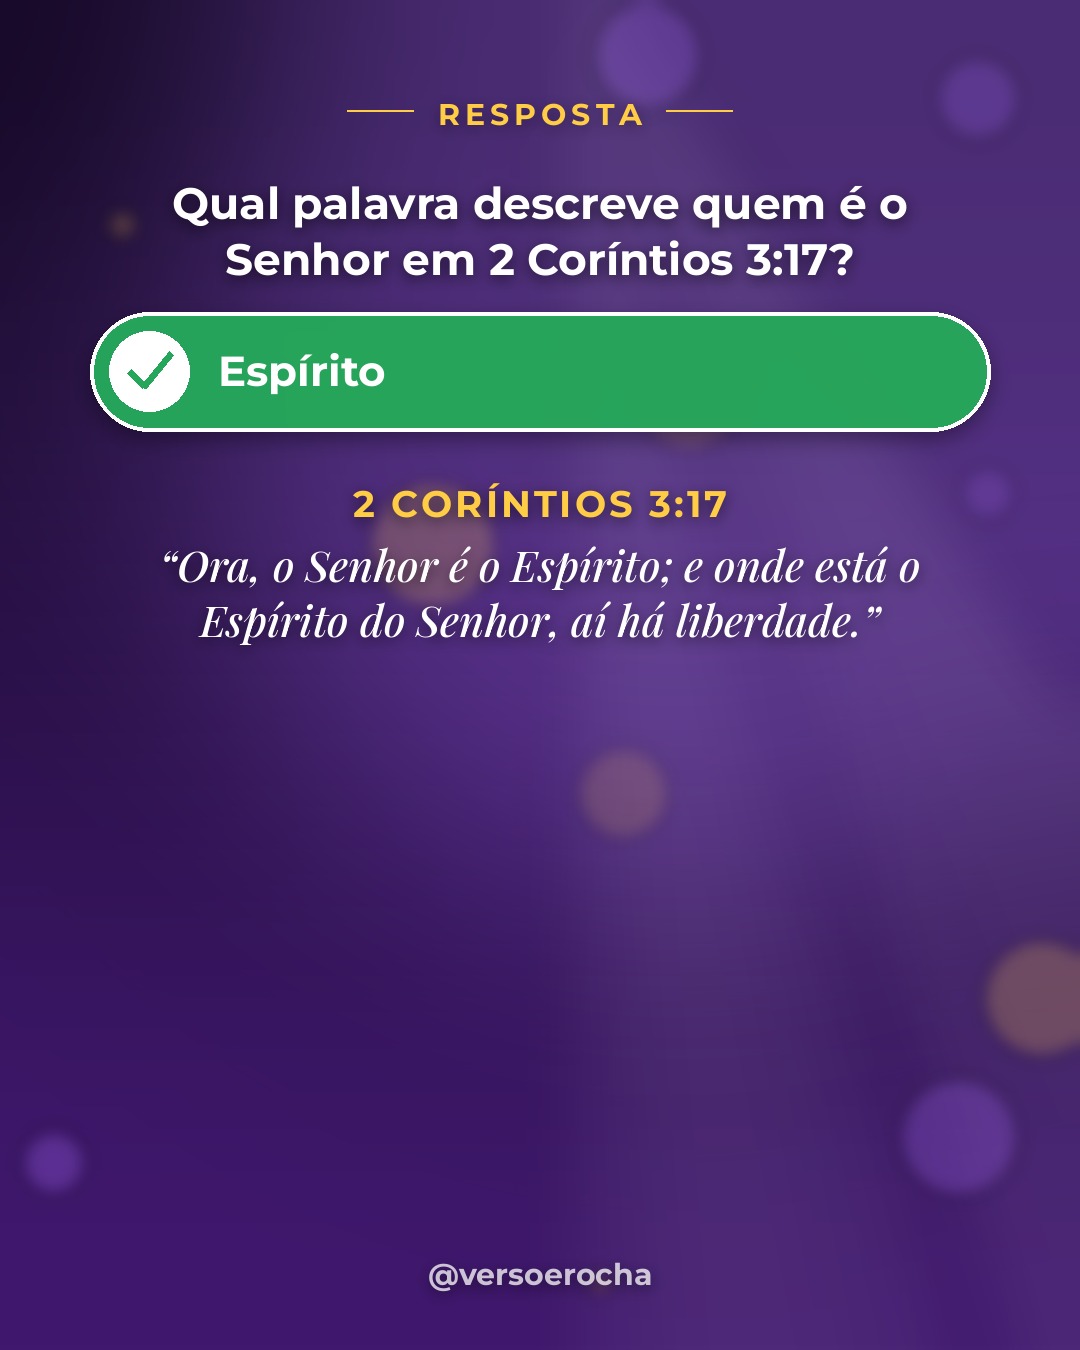 RESPOSTA
Qual palavra descreve quem é o
Senhor em 2 Coríntios 3:17?
Espírito
2 CORÍNTIOS 3:17
“Ora, o Senhor é o Espírito; e onde está o
Espírito do Senhor, aí há liberdade.”
@versoerocha